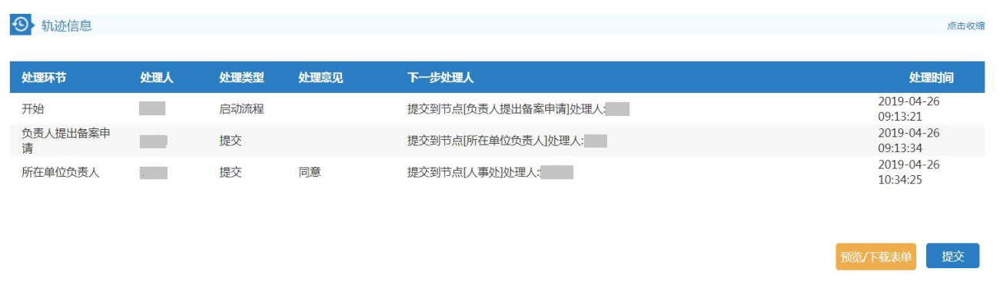 轨迹信息 点击收缩
处理环节 处理人 处理类型 处理意见 下一步处理人 处理时间
开始 启动流程 提交到节点[负责人提出备案申请]处理人: 2019-04-26
09:13:21
负责人提出备案申 提交 提交到节点[所在单位负责人]处理人: 2019-04-26
请 09:13:34
所在单位负责人 提交 同意 提交到节点[人事处]处理人: 2019-04-26
10:34:25
预览/下载表单 提交